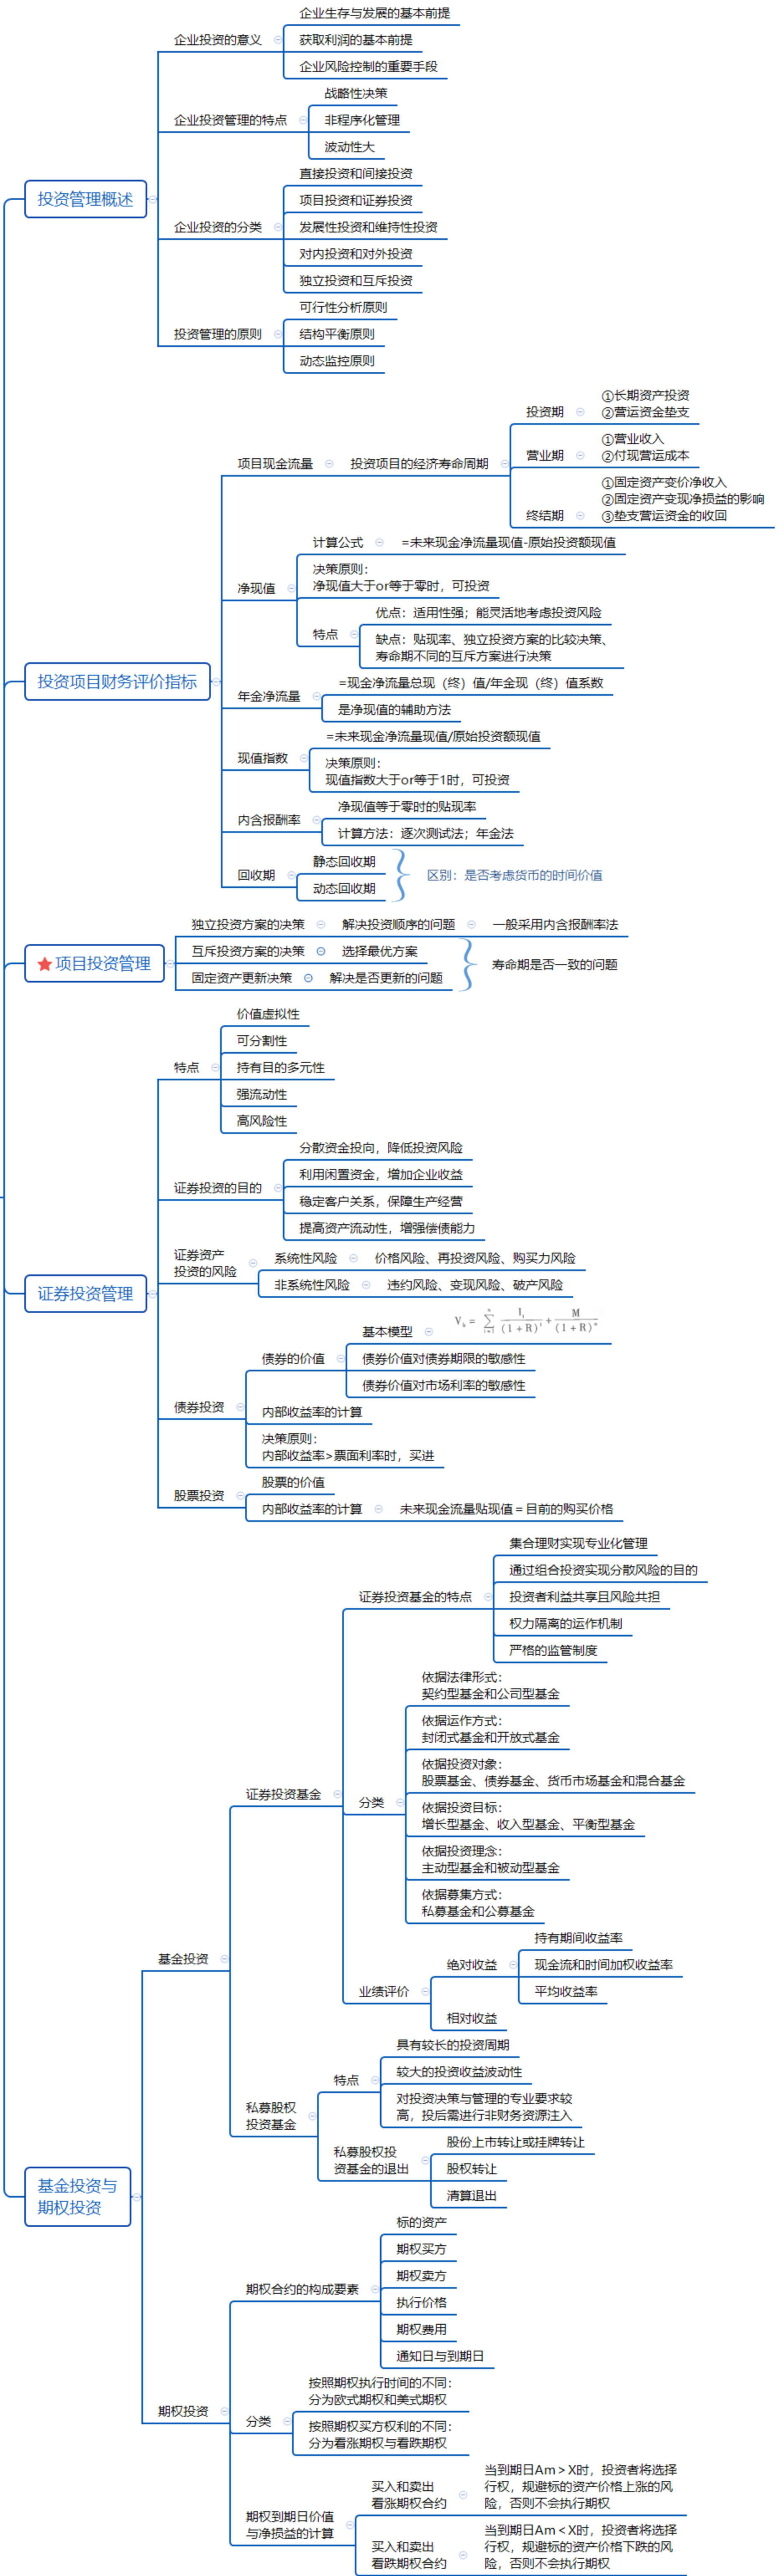 投资管理概述
企业投资的意义
企业生存与发展的基本前提
获取利润的基本前提
企业风险控制的重要手段
企业投资管理的特点
战略性决策
非程序化管理
波动性大
企业投资的分类
直接投资和间接投资
项目投资和证券投资
发展性投资和维持性投资
对内投资和对外投资
独立投资和互斥投资
投资管理的原则
可行性分析原则
结构平衡原则
动态监控原则
投资项目财务评价指标
项目现金流量
投资项目的经济寿命周期
投资期
①长期资产投资
②营运资金垫支
营业期
①营业收入
②付现营运成本
终结期
①固定资产变价净收入
②固定资产变现净损益的影响
③垫支营运资金的收回
净现值
计算公式
=未来现金净流量现值-原始投资额现值
决策原则：
净现值大于or等于零时，可投资
特点
优点：适用性强；能灵活地考虑投资风险
缺点：贴现率、独立投资方案的比较决策、
寿命期不同的互斥方案进行决策
年金净流量
=现金净流量总现（终）值/年金现（终）值系数
是净现值的辅助方法
现值指数
=未来现金净流量现值/原始投资额现值
决策原则：
现值指数大于or等于1时，可投资
内含报酬率
净现值等于零时的贴现率
计算方法：逐次测试法；年金法
回收期
静态回收期
动态回收期
区别：是否考虑货币的时间价值
项目投资管理
独立投资方案的决策
解决投资顺序的问题
一般采用内含报酬率法
互斥投资方案的决策
选择最优方案
固定资产更新决策
解决是否更新的问题
寿命期是否一致的问题
证券投资管理
特点
价值虚拟性
可分割性
持有目的多元性
强流动性
高风险性
证券投资的目的
分散资金投向，降低投资风险
利用闲置资金，增加企业收益
稳定客户关系，保障生产经营
提高资产流动性，增强偿债能力
证券资产
投资的风险
系统性风险
价格风险、再投资风险、购买力风险
非系统性风险
违约风险、变现风险、破产风险
债券投资
债券的价值
基本模型
V_b = ∑_{t=1}^{n} I_t/(1+R)^t + M/(1+R)^n
债券价值对债券期限的敏感性
债券价值对市场利率的敏感性
内部收益率的计算
决策原则：
内部收益率>票面利率时，买进
股票投资
股票的价值
内部收益率的计算
未来现金流量贴现值＝目前的购买价格
基金投资与
期权投资
基金投资
证券投资基金
证券投资基金的特点
集合理财实现专业化管理
通过组合投资实现分散风险的目的
投资者利益共享且风险共担
权力隔离的运作机制
严格的监管制度
分类
依据法律形式：
契约型基金和公司型基金
依据运作方式：
封闭式基金和开放式基金
依据投资对象：
股票基金、债券基金、货币市场基金和混合基金
依据投资目标：
增长型基金、收入型基金、平衡型基金
依据投资理念：
主动型基金和被动型基金
依据募集方式：
私募基金和公募基金
业绩评价
绝对收益
持有期间收益率
现金流和时间加权收益率
平均收益率
相对收益
私募股权
投资基金
特点
具有较长的投资周期
较大的投资收益波动性
对投资决策与管理的专业要求较
高，投后需进行非财务资源注入
私募股权投
资基金的退出
股份上市转让或挂牌转让
股权转让
清算退出
期权投资
期权合约的构成要素
标的资产
期权买方
期权卖方
执行价格
期权费用
通知日与到期日
分类
按照期权执行时间的不同：
分为欧式期权和美式期权
按照期权买方权利的不同：
分为看涨期权与看跌期权
期权到期日价值
与净损益的计算
买入和卖出
看涨期权合约
当到期日Am＞X时，投资者将选择
行权，规避标的资产价格上涨的风
险，否则不会执行期权
买入和卖出
看跌期权合约
当到期日Am＜X时，投资者将选择
行权，规避标的资产价格下跌的风
险，否则不会执行期权